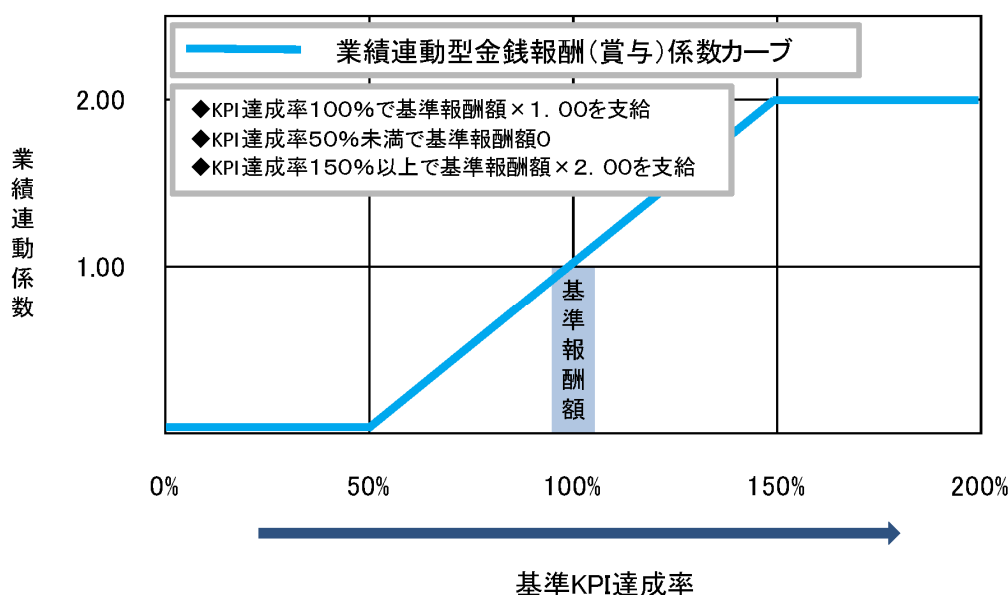 業績連動型金銭報酬(賞与)係数カーブ
◆KPI達成率100%で基準報酬額×1.00を支給
◆KPI達成率50%未満で基準報酬額0
◆KPI達成率150%以上で基準報酬額×2.00を支給
2.00
1.00
業績連動係数
基準報酬額
0%
50%
100%
150%
200%
基準KPI達成率